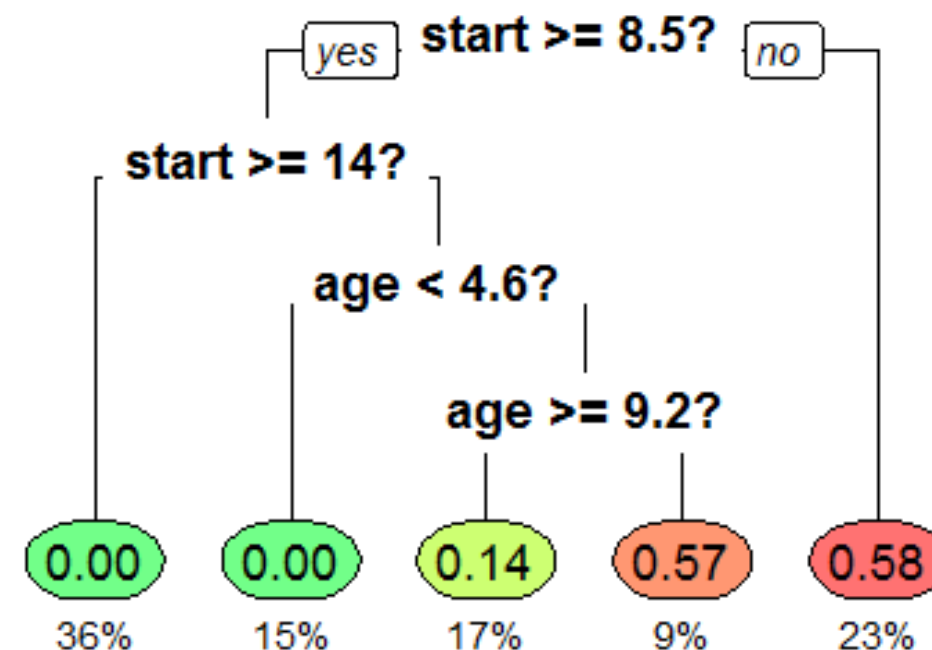 yes start >= 8.5? no
start >= 14?
age < 4.6?
age >= 9.2?
0.00 0.00 0.14 0.57 0.58
36% 15% 17% 9% 23%